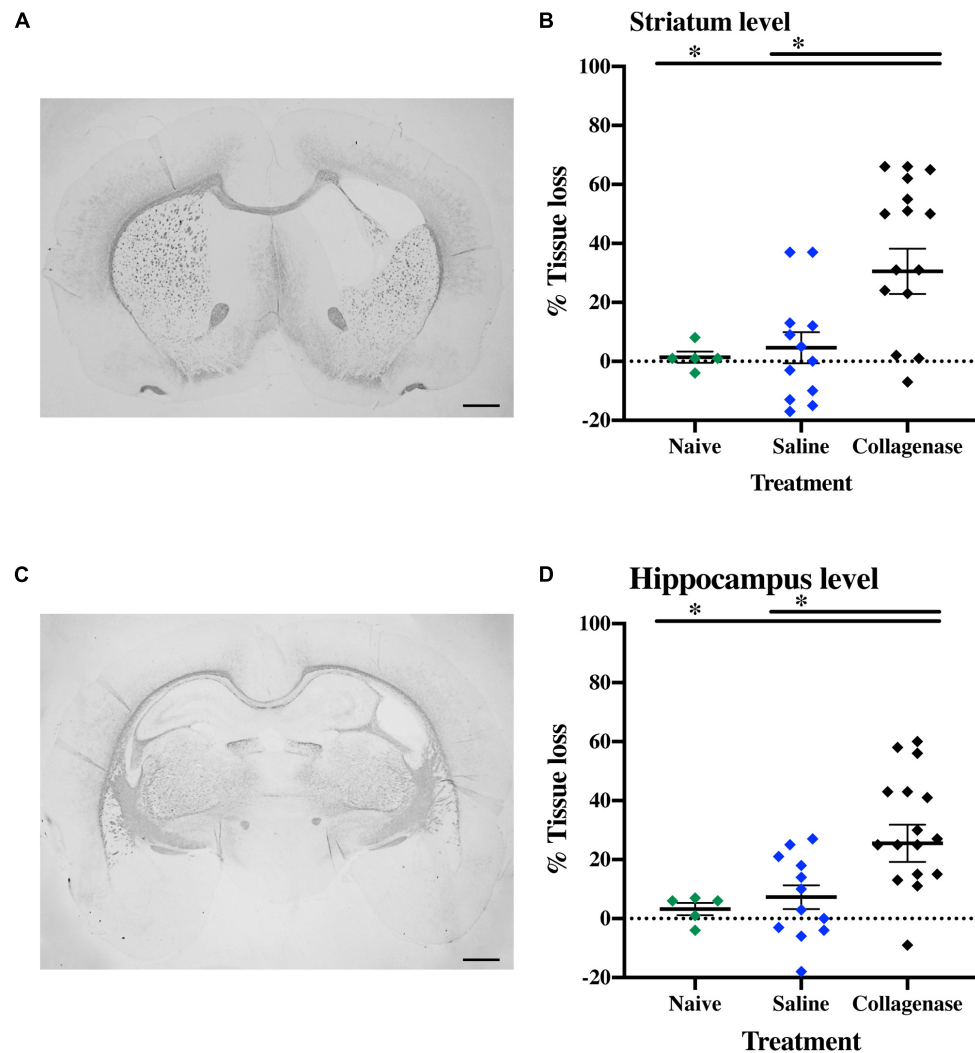 A
B
Striatum level
*
*
100
80
60
40
20
0
-20
% Tissue loss
Naive
Saline
Collagenase
Treatment
C
D
Hippocampus level
*
*
100
80
60
40
20
0
-20
% Tissue loss
Naive
Saline
Collagenase
Treatment